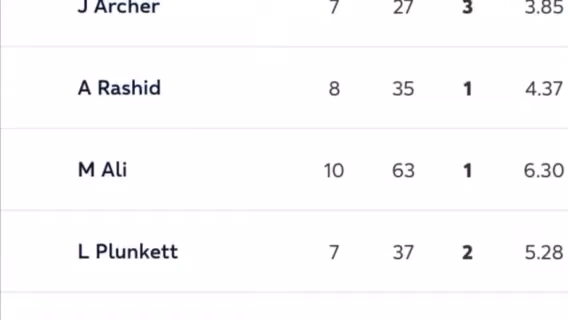 J Archer 7 27 3 3.85
A Rashid 8 35 1 4.37
M Ali 10 63 1 6.30
L Plunkett 7 37 2 5.28